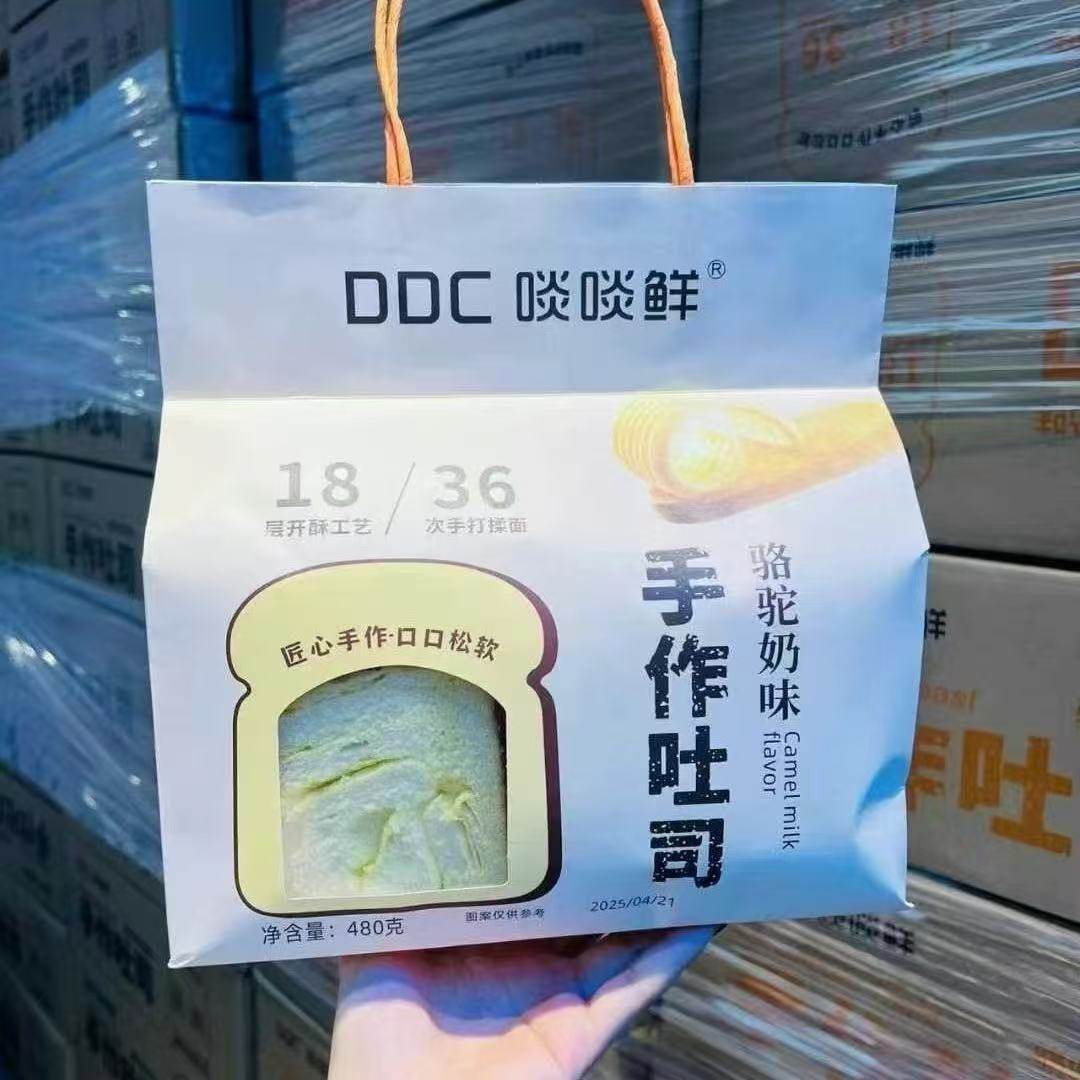 DDC 啖啖鲜®
18 / 36
层开酥工艺 次手打揉面
匠心手作·口口松软
手作吐司
骆驼奶味
Camel milk
flavor
净含量：480克
图案仅供参考
2025/04/21
36
吐